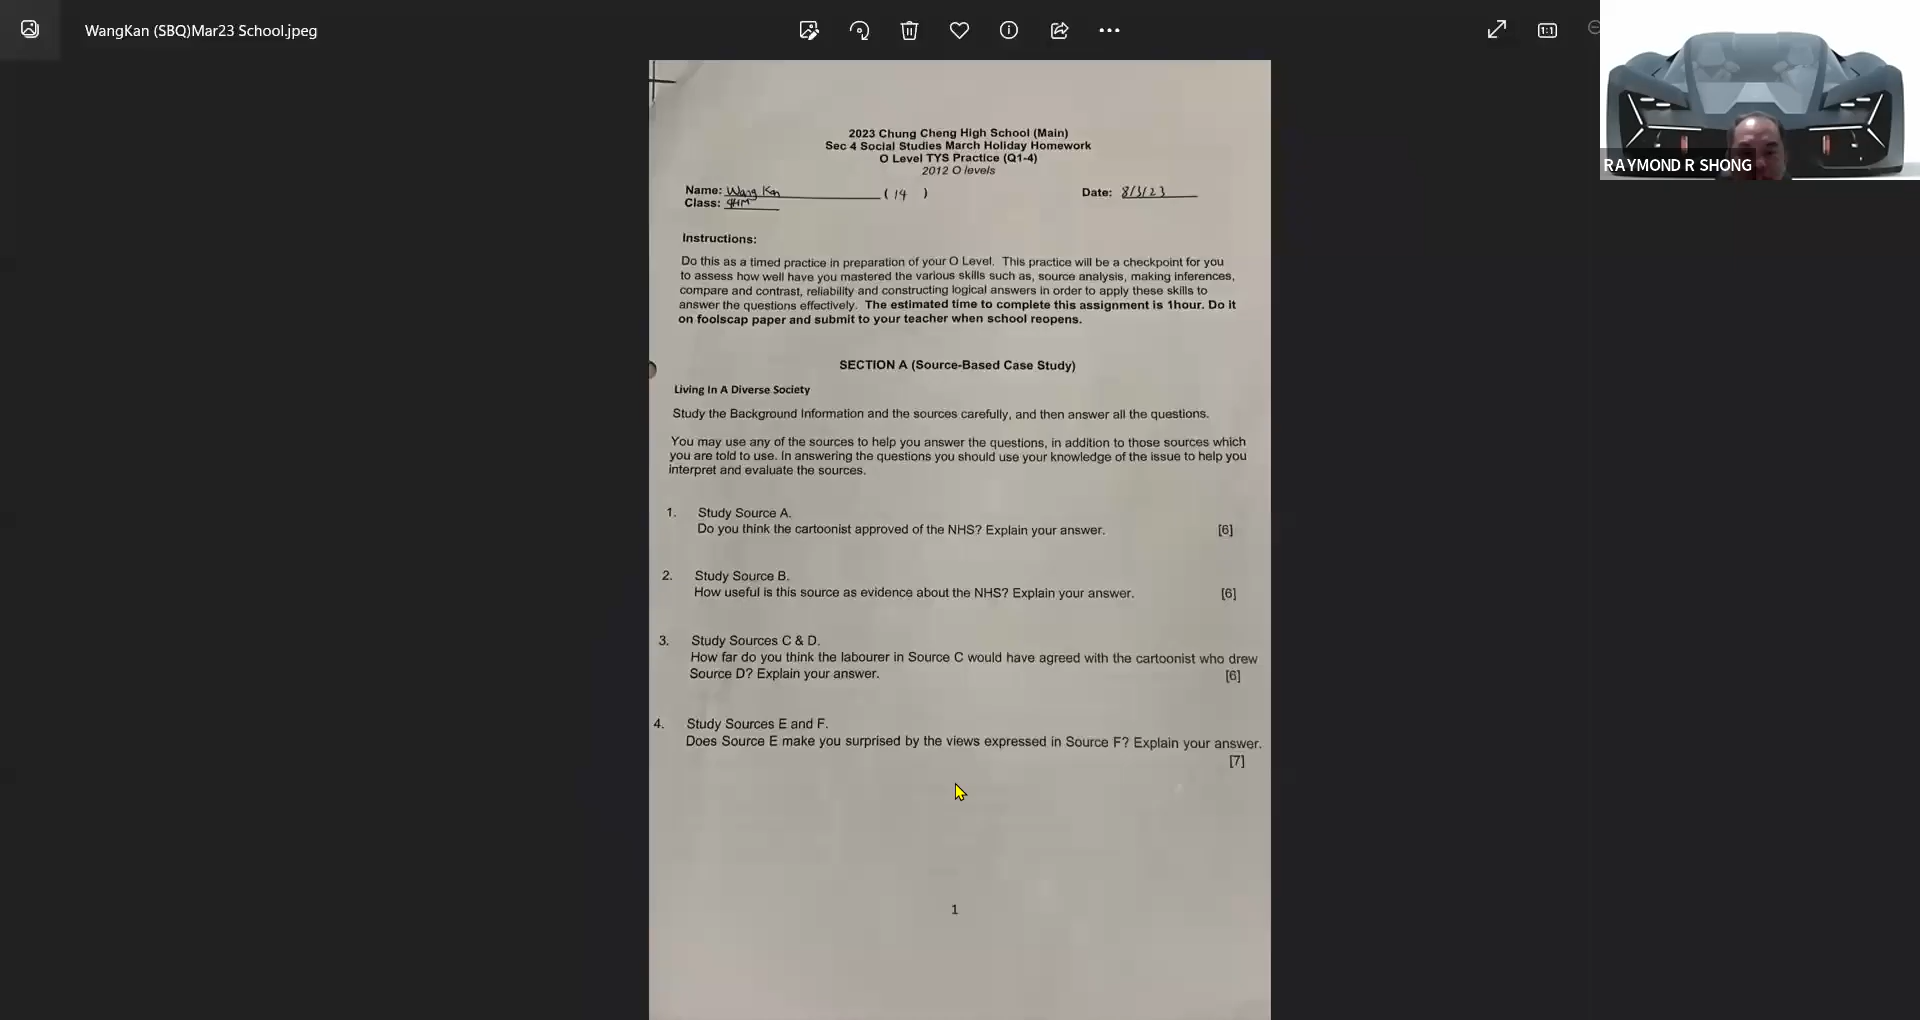 WangKan (SBQ)Mar23 School.jpeg
1:1
RAYMOND R SHONG
2023 Chung Cheng High School (Main)
Sec 4 Social Studies March Holiday Homework
O Level TYS Practice (Q1-4)
2012 O levels
Name: Wang Kan ( 14 ) Date: 8/3/23
Class: 4HM
Instructions:
Do this as a timed practice in preparation of your O Level. This practice will be a checkpoint for you
to assess how well have you mastered the various skills such as, source analysis, making inferences,
compare and contrast, reliability and constructing logical answers in order to apply these skills to
answer the questions effectively. The estimated time to complete this assignment is 1hour. Do it
on foolscap paper and submit to your teacher when school reopens.
SECTION A (Source-Based Case Study)
Living In A Diverse Society
Study the Background Information and the sources carefully, and then answer all the questions.
You may use any of the sources to help you answer the questions, in addition to those sources which
you are told to use. In answering the questions you should use your knowledge of the issue to help you
interpret and evaluate the sources.
1. Study Source A.
Do you think the cartoonist approved of the NHS? Explain your answer. [6]
2. Study Source B.
How useful is this source as evidence about the NHS? Explain your answer. [6]
3. Study Sources C & D.
How far do you think the labourer in Source C would have agreed with the cartoonist who drew
Source D? Explain your answer. [6]
4. Study Sources E and F.
Does Source E make you surprised by the views expressed in Source F? Explain your answer.
[7]
1